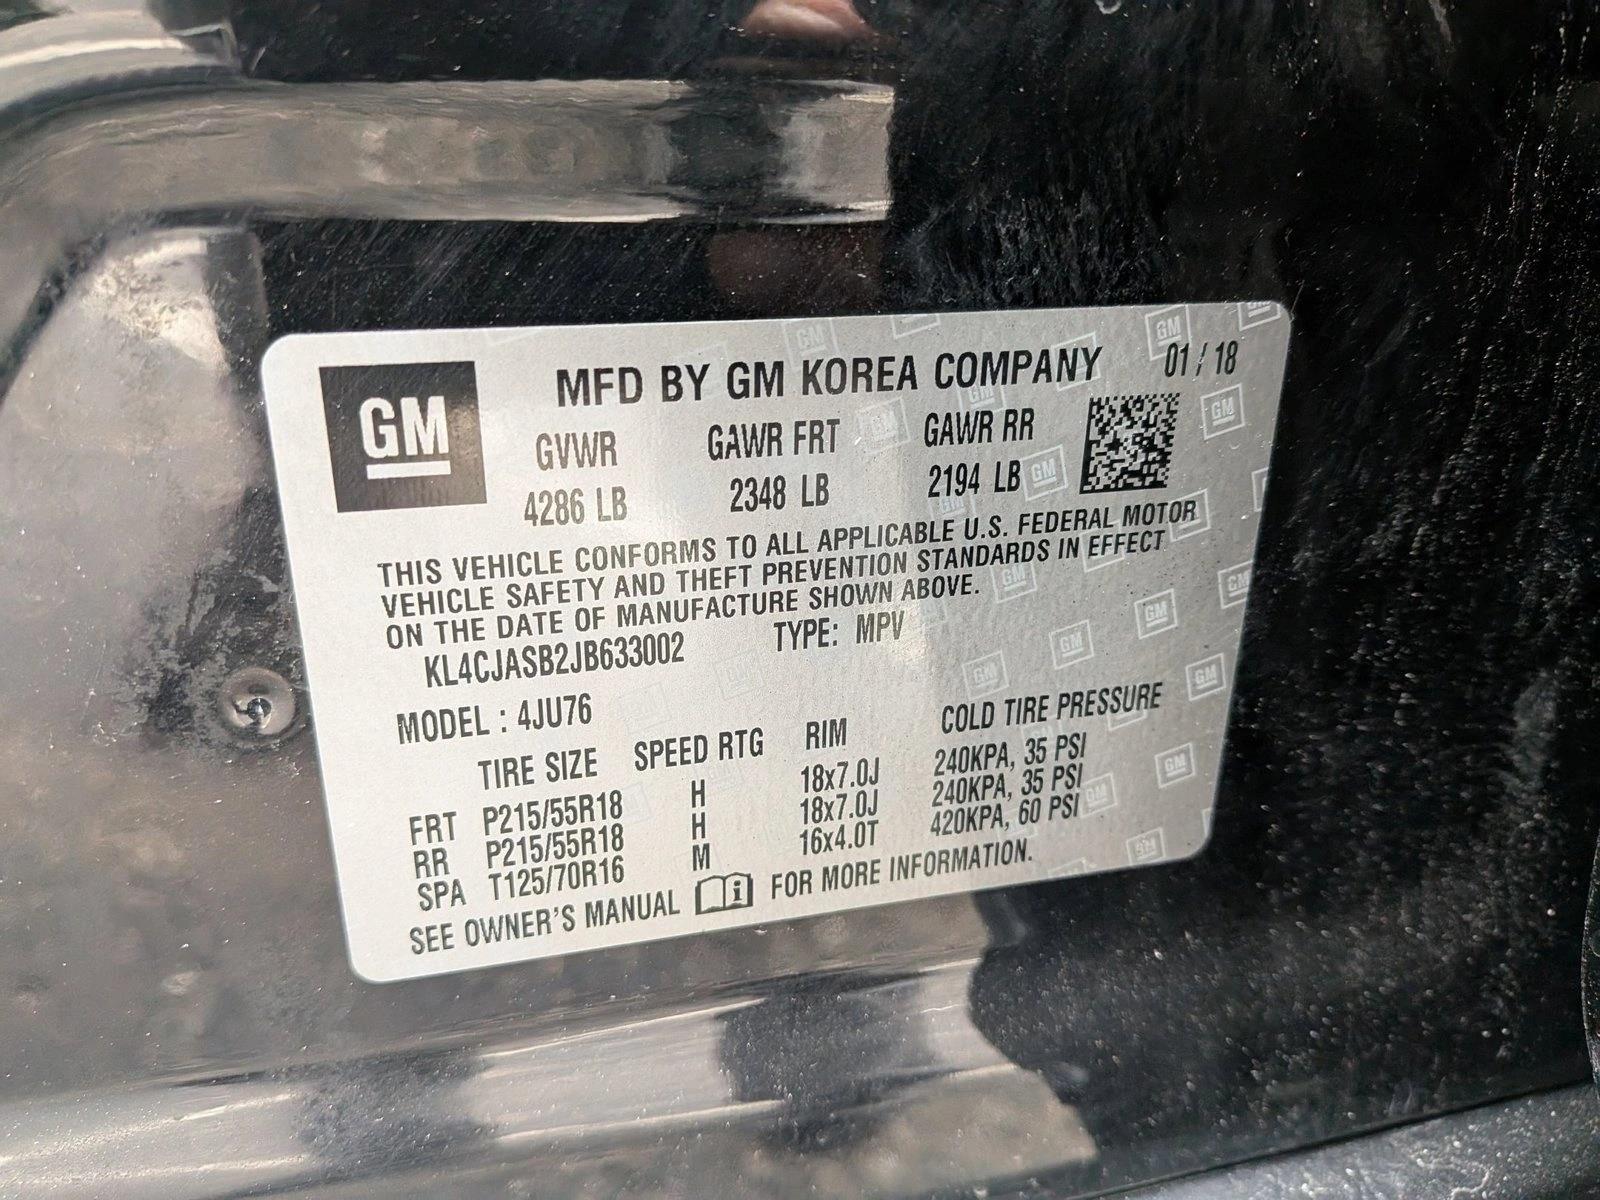 GM
MFD BY GM KOREA COMPANY 01 / 18
GVWR GAWR FRT GAWR RR
4286 LB 2348 LB 2194 LB
THIS VEHICLE CONFORMS TO ALL APPLICABLE U.S. FEDERAL MOTOR
VEHICLE SAFETY AND THEFT PREVENTION STANDARDS IN EFFECT
ON THE DATE OF MANUFACTURE SHOWN ABOVE.
KL4CJASB2JB633002 TYPE: MPV
MODEL : 4JU76
TIRE SIZE SPEED RTG RIM COLD TIRE PRESSURE
FRT P215/55R18 H 18x7.0J 240KPA, 35 PSI
RR P215/55R18 H 18x7.0J 240KPA, 35 PSI
SPA T125/70R16 M 16x4.0T 420KPA, 60 PSI
SEE OWNER'S MANUAL i FOR MORE INFORMATION.